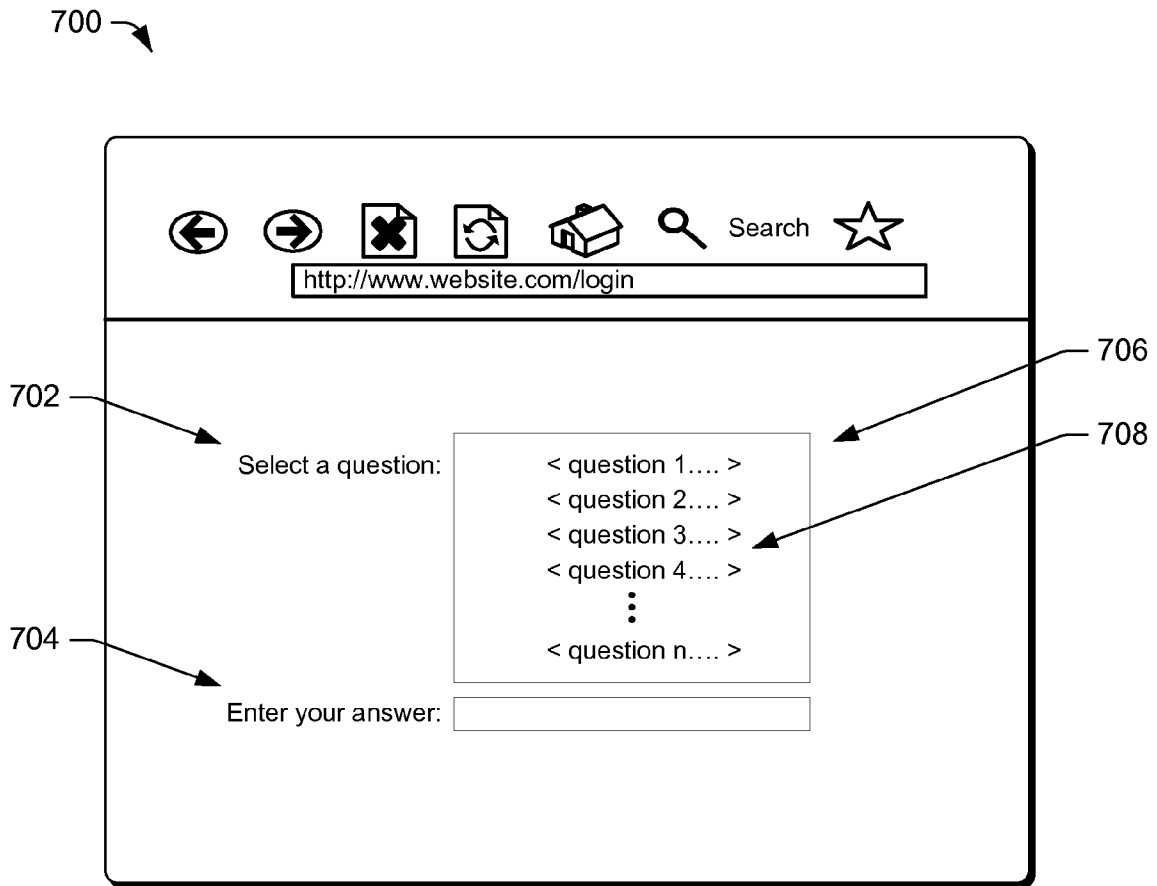 700
Search
http://www.website.com/login
706
702
708
Select a question:
< question 1.... >
< question 2.... >
< question 3.... >
< question 4.... >
< question n.... >
704
Enter your answer: